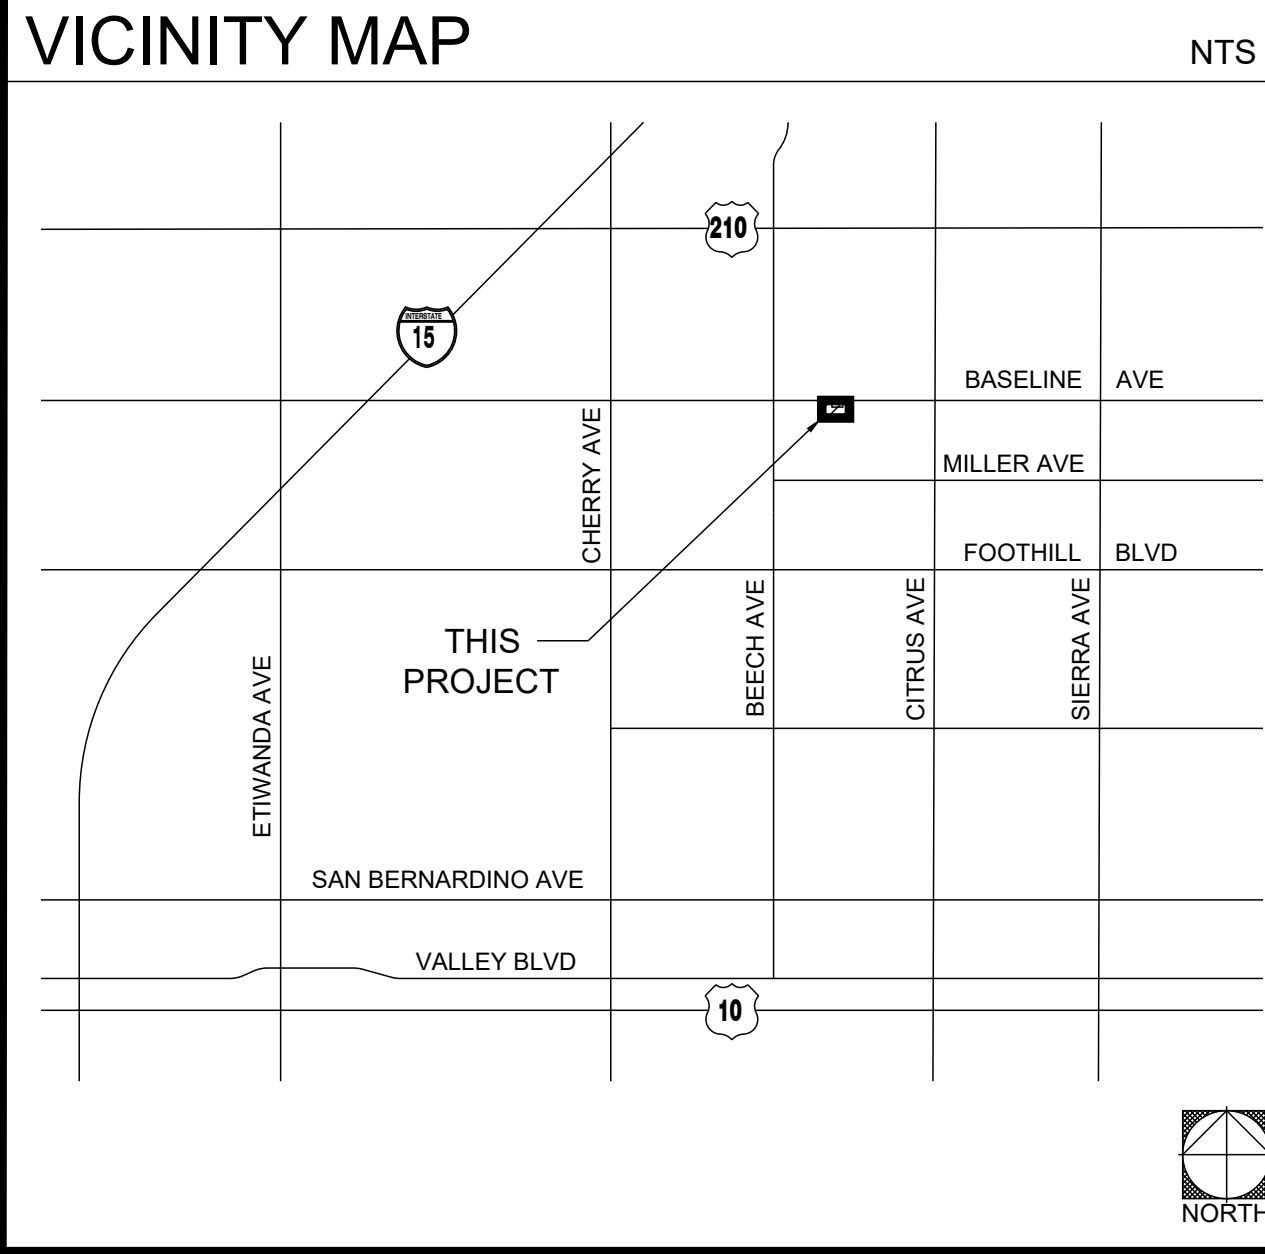 VICINITY MAP
NTS
210
INTERSTATE
15
BASELINE AVE
CHERRY AVE
MILLER AVE
FOOTHILL BLVD
THIS
PROJECT
BEECH AVE
CITRUS AVE
SIERRA AVE
ETIWANDA AVE
SAN BERNARDINO AVE
VALLEY BLVD
10
NORTH